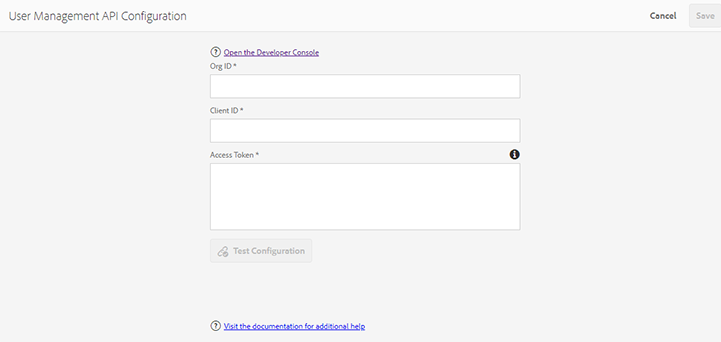 User Management API Configuration
Cancel
Save
Open the Developer Console
Org ID *
Client ID *
Access Token *
Test Configuration
Visit the documentation for additional help